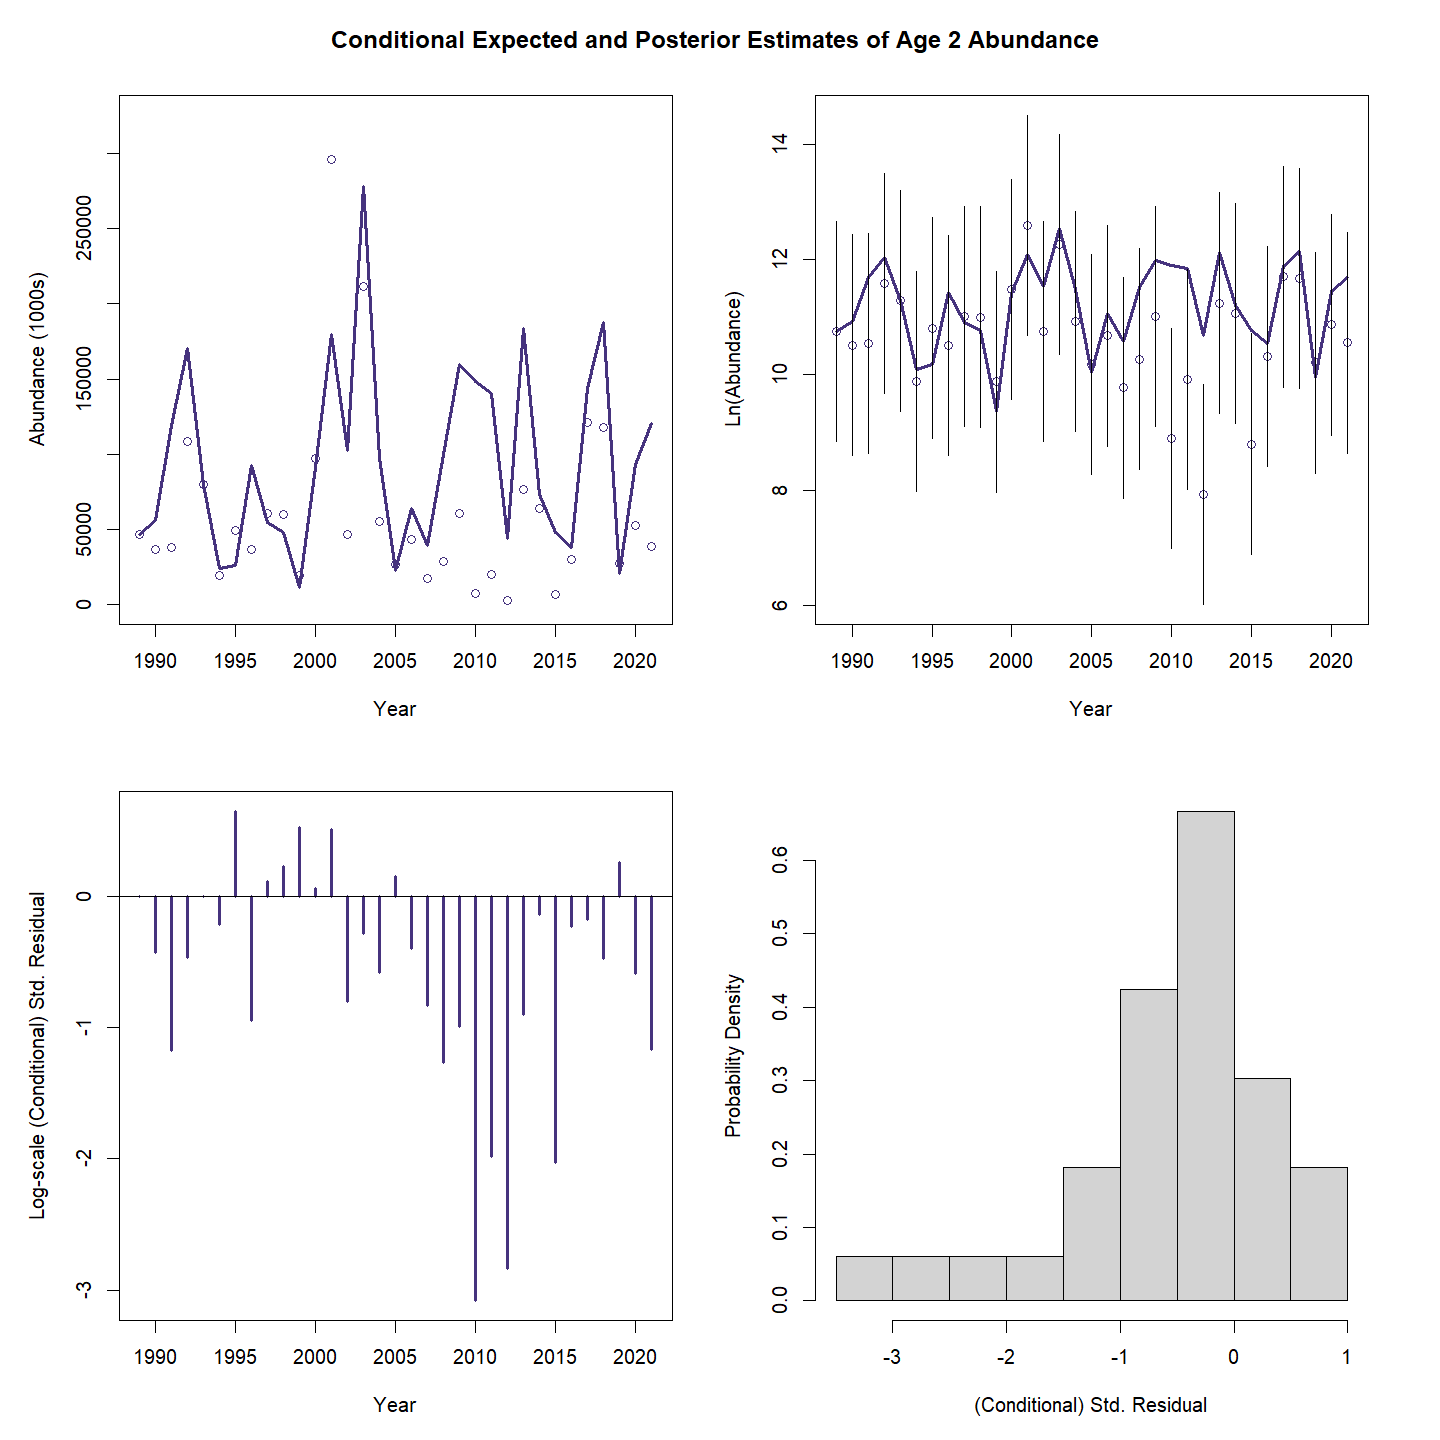 Conditional Expected and Posterior Estimates of Age 2 Abundance
Abundance (1000s)
250000
150000
50000
0
1990 1995 2000 2005 2010 2015 2020
Year
Ln(Abundance)
14
12
10
8
6
1990 1995 2000 2005 2010 2015 2020
Year
Log-scale (Conditional) Std. Residual
0
-1
-2
-3
1990 1995 2000 2005 2010 2015 2020
Year
Probability Density
0.6
0.5
0.4
0.3
0.2
0.1
0.0
-3 -2 -1 0 1
(Conditional) Std. Residual